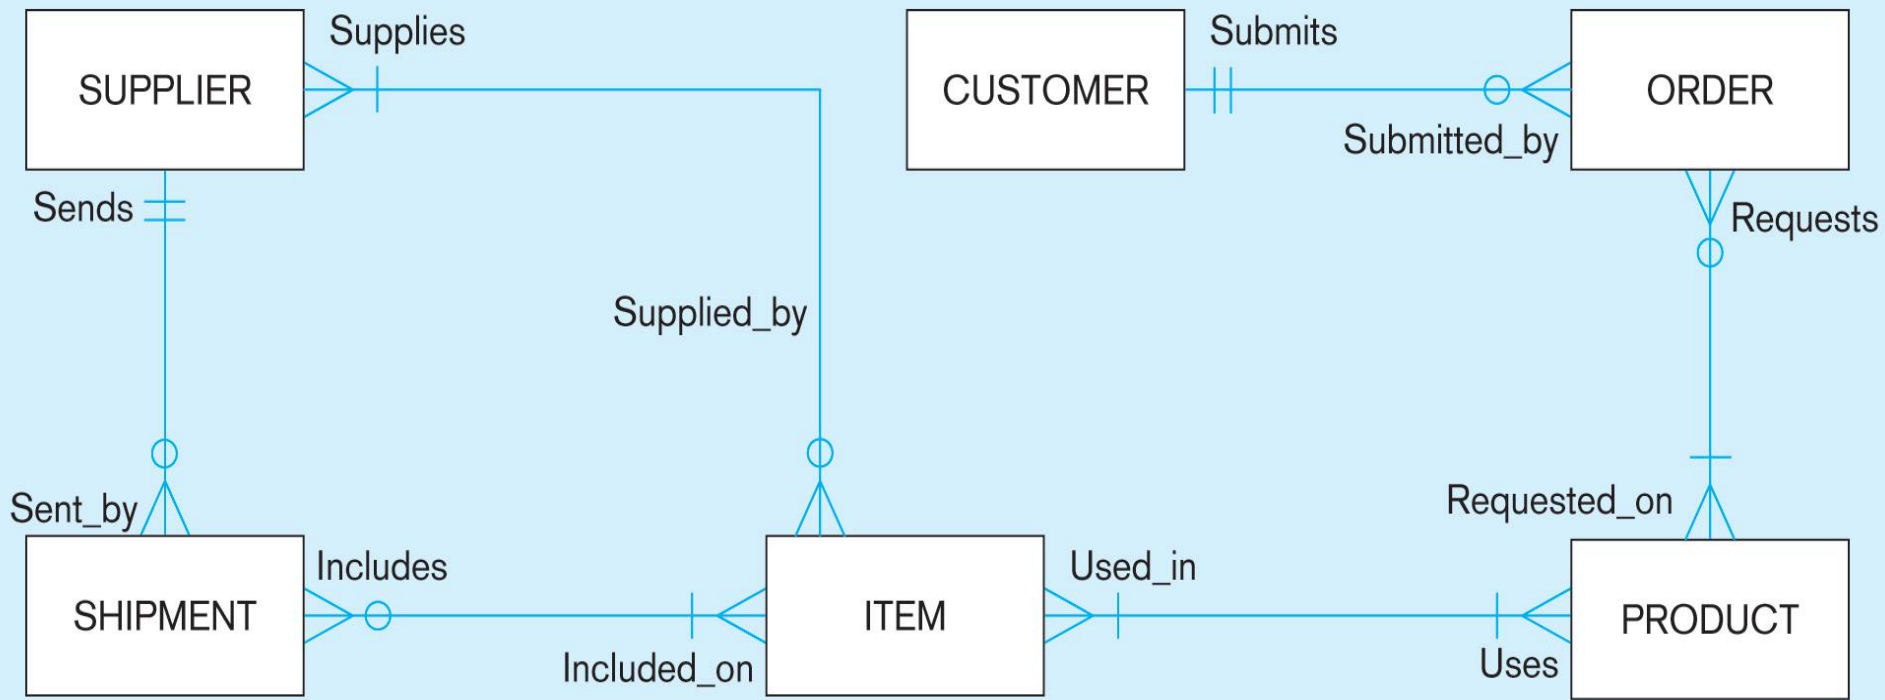 Supplies
Submits
SUPPLIER
CUSTOMER
ORDER
Submitted_by
Sends
Requests
Supplied_by
Sent_by
Requested_on
Includes
Used_in
SHIPMENT
ITEM
PRODUCT
Included_on
Uses